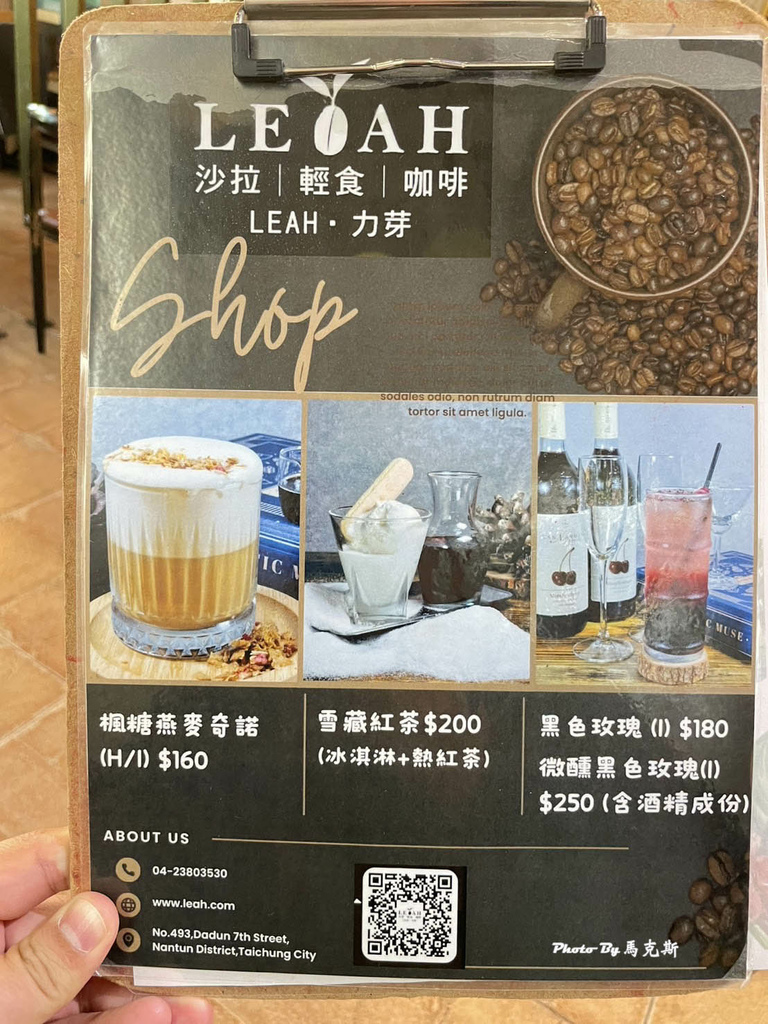 LEAH
沙拉｜輕食｜咖啡
LEAH·力芽
Shop
sodales odio, non rutrum diam
tortor sit amet ligula.
MUSE
楓糖燕麥奇諾
(H/I) $160
雪藏紅茶$200
(冰淇淋+熱紅茶)
黑色玫瑰 (I) $180
微醺黑色玫瑰(I)
$250 (含酒精成份)
ABOUT US
04-23803530
www.leah.com
No.493,Dadun 7th Street,
Nantun District,Taichung City
LEAH
Photo By 馬克斯